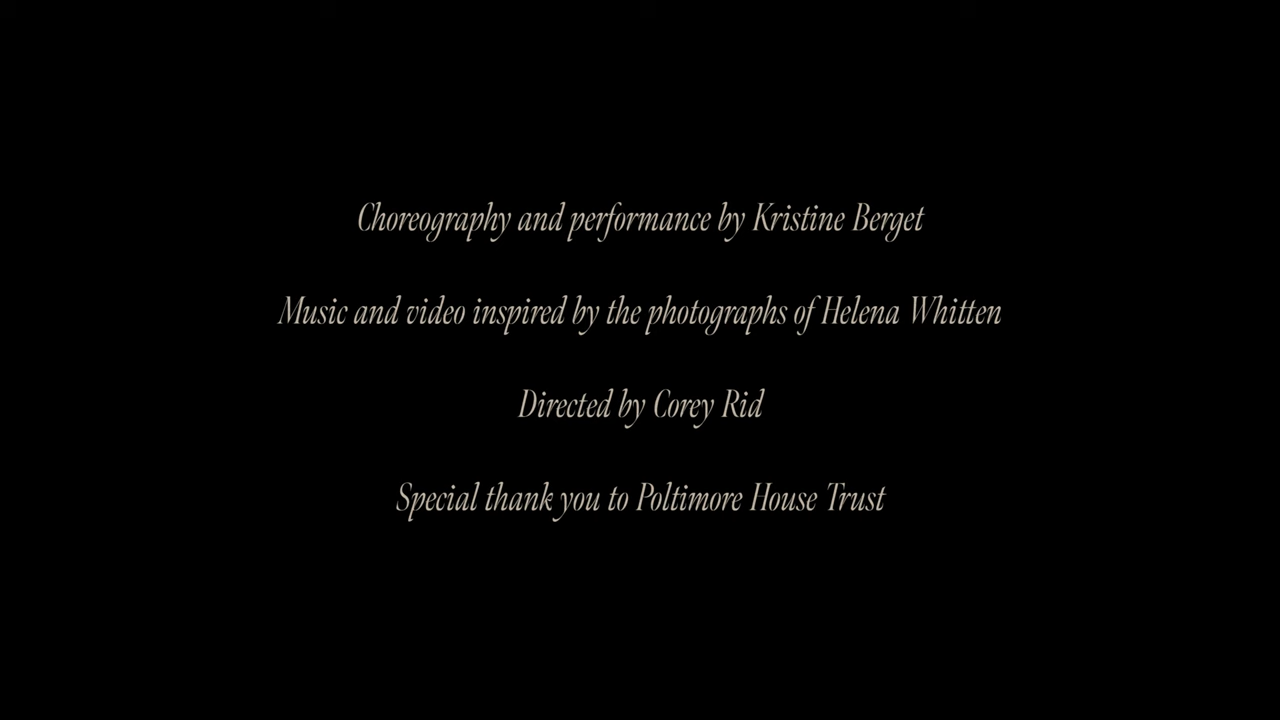 Choreography and performance by Kristine Berget
Music and video inspired by the photographs of Helena Whitten
Directed by Corey Rid
Special thank you to Poltimore House Trust